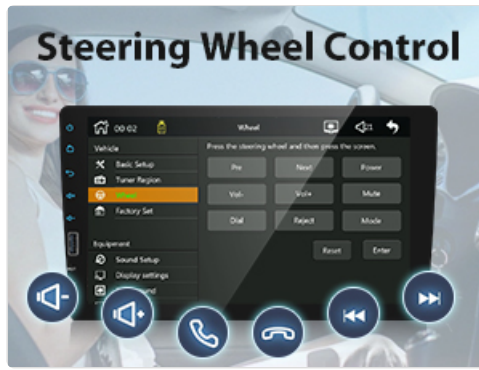 Steering Wheel Control
00:02
Wheel
21
Vehicle
Press the steering wheel and then press the screen.
Basic Setup
Pre
Next
Power
Tuner Region
Wheel
Vol-
Vol+
Mute
Factory Set
Dial
Reject
Mode
Equipment
Reset
Enter
Sound Setup
Display settings